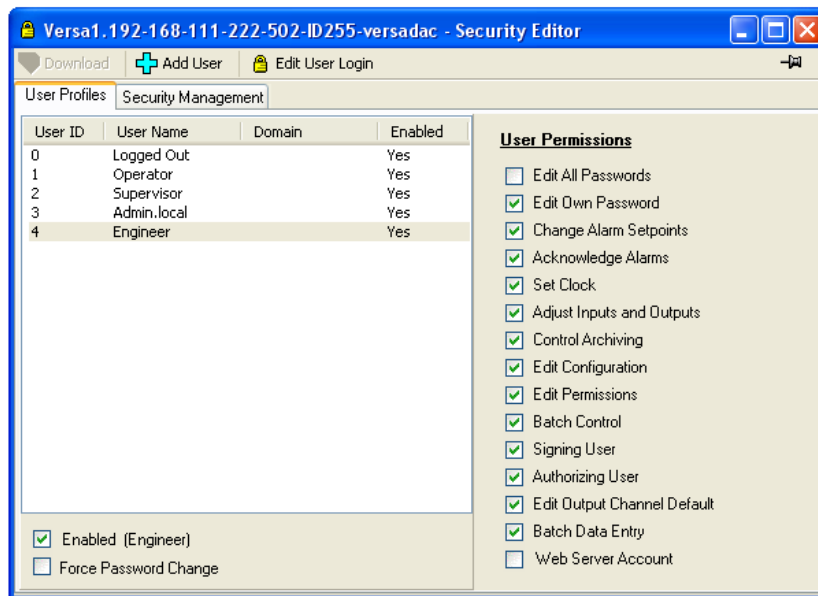 Versa1.192-168-111-222-502-ID255-versadac - Security Editor
Download Add User Edit User Login
User Profiles Security Management
User ID User Name Domain Enabled
0 Logged Out Yes
1 Operator Yes
2 Supervisor Yes
3 Admin.local Yes
4 Engineer Yes
Enabled (Engineer)
Force Password Change
User Permissions
Edit All Passwords
Edit Own Password
Change Alarm Setpoints
Acknowledge Alarms
Set Clock
Adjust Inputs and Outputs
Control Archiving
Edit Configuration
Edit Permissions
Batch Control
Signing User
Authorizing User
Edit Output Channel Default
Batch Data Entry
Web Server Account